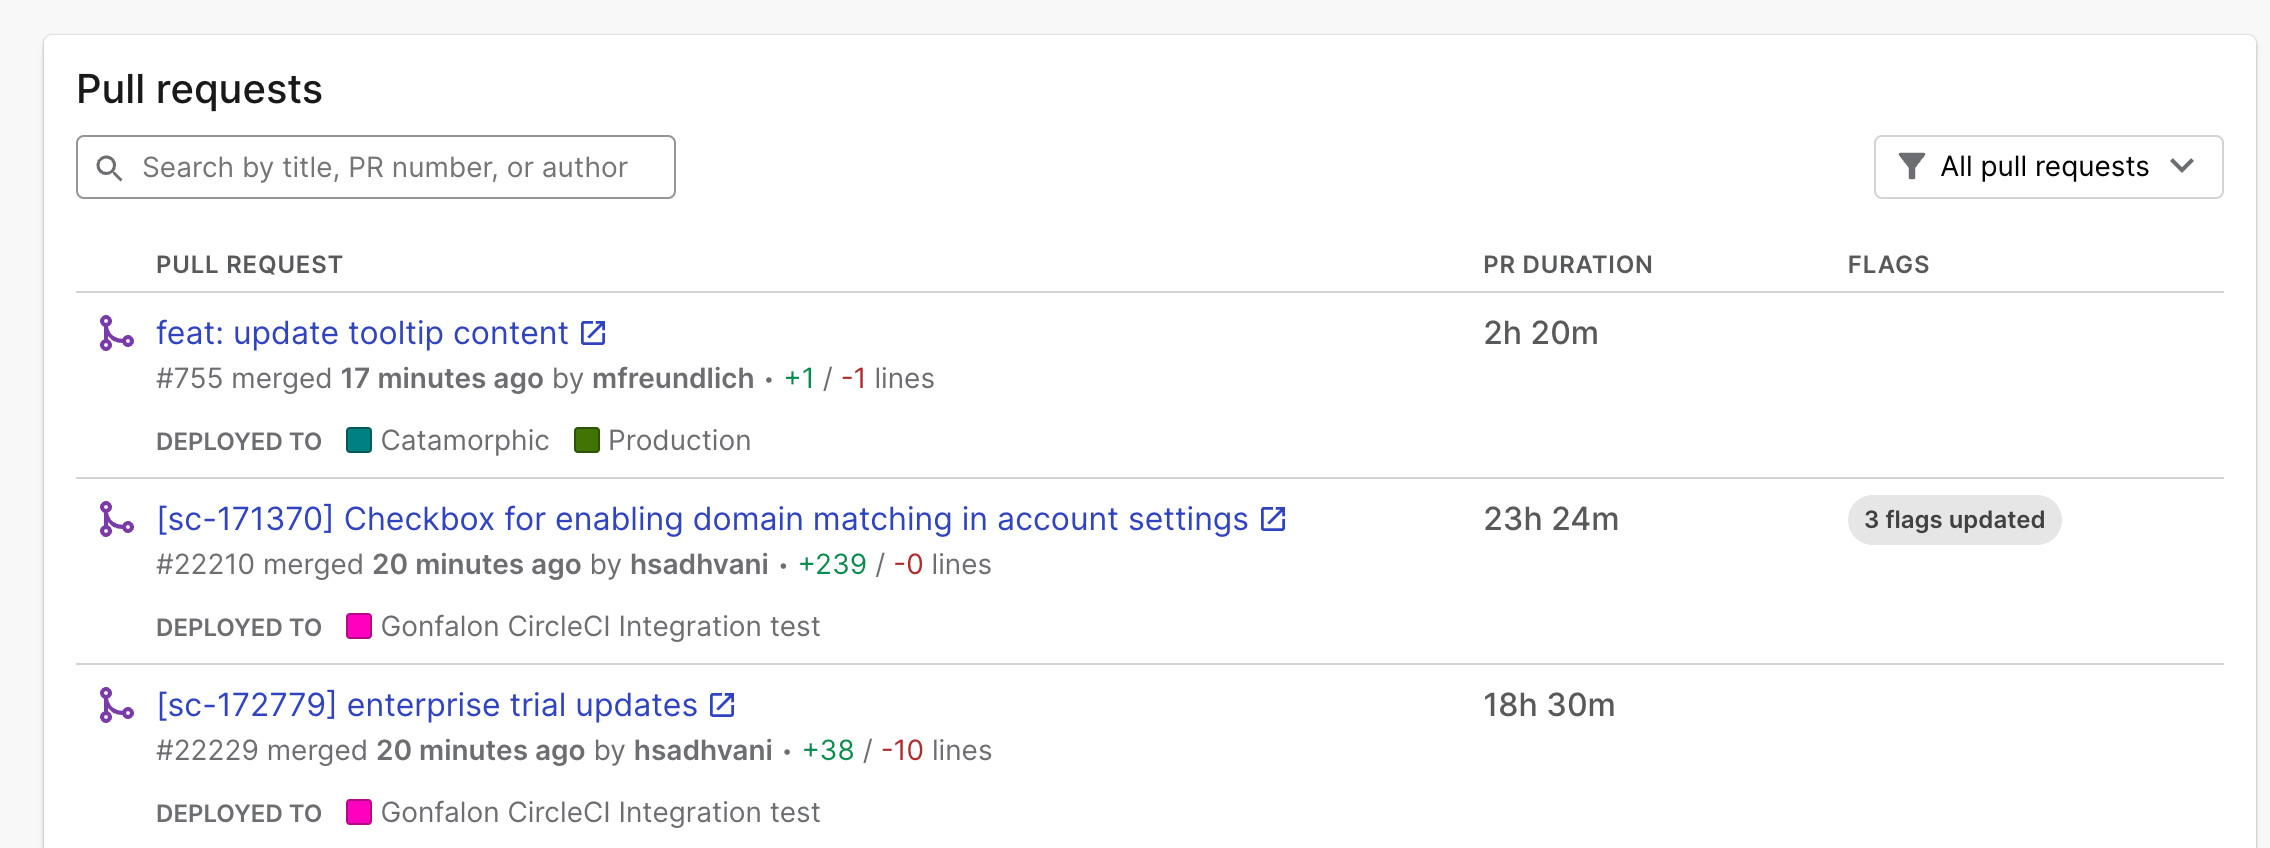 Pull requests
Search by title, PR number, or author
All pull requests
PULL REQUEST PR DURATION FLAGS
feat: update tooltip content 2h 20m
#755 merged 17 minutes ago by mfreundlich • +1 / -1 lines
DEPLOYED TO Catamorphic Production
[sc-171370] Checkbox for enabling domain matching in account settings 23h 24m 3 flags updated
#22210 merged 20 minutes ago by hsadhvani • +239 / -0 lines
DEPLOYED TO Gonfalon CircleCI Integration test
[sc-172779] enterprise trial updates 18h 30m
#22229 merged 20 minutes ago by hsadhvani • +38 / -10 lines
DEPLOYED TO Gonfalon CircleCI Integration test